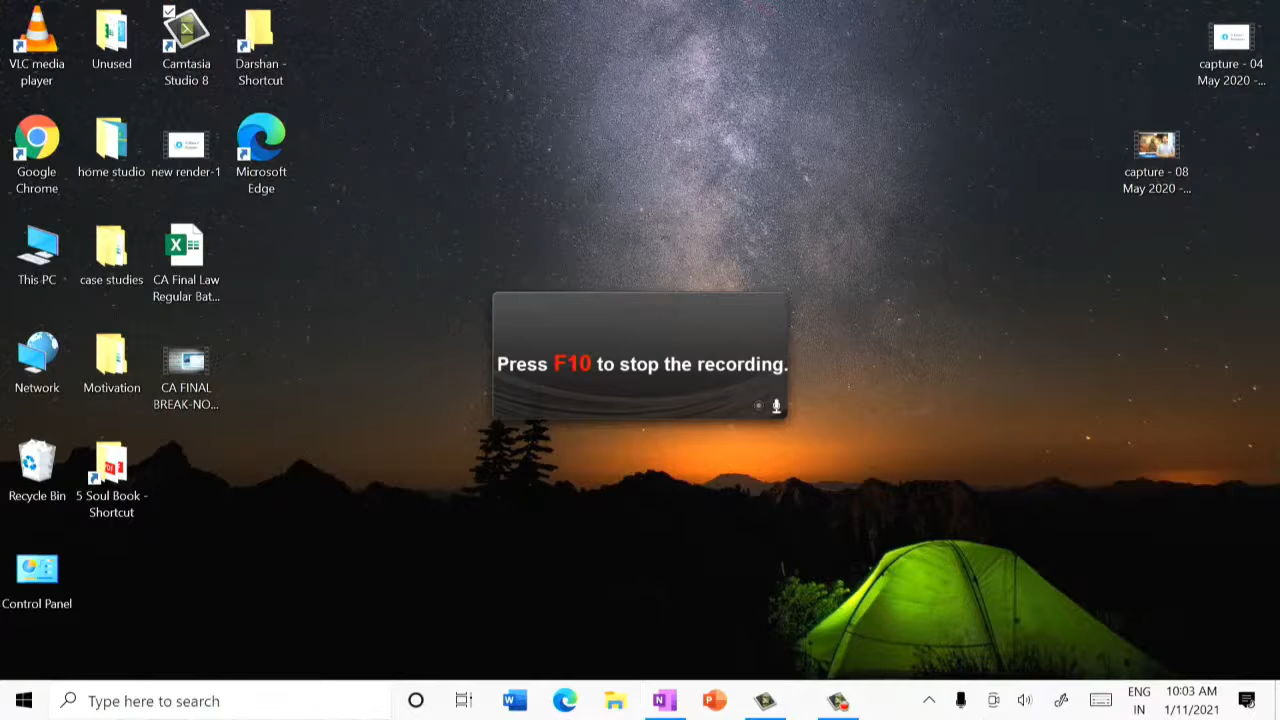 VLC media
player
Unused
Camtasia
Studio 8
Darshan -
Shortcut
capture - 04
May 2020 -...
Google
Chrome
home studio
new render-1
Microsoft
Edge
capture - 08
May 2020 -...
This PC
case studies
CA Final Law
Regular Bat...
Press F10 to stop the recording.
Network
Motivation
CA FINAL
BREAK-NO...
Recycle Bin
5 Soul Book -
Shortcut
Control Panel
Type here to search
ENG
IN
10:03 AM
1/11/2021